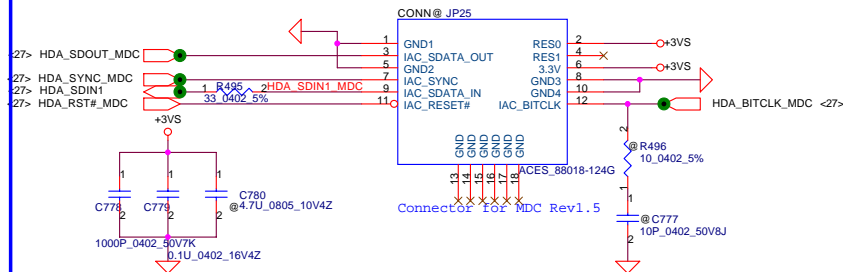 CONN@ JP25
1 GND1 RES0 2 +3VS
<27> HDA_SDOUT_MDC 3 IAC_SDATA_OUT RES1 4
5 GND2 3.3V 6 +3VS
<27> HDA_SYNC_MDC 7 IAC_SYNC GND3 8
<27> HDA_SDIN1 1 R495 2 HDA_SDIN1_MDC 9 IAC_SDATA_IN GND4 10
33_0402_5%
<27> HDA_RST#_MDC 11 IAC_RESET# IAC_BITCLK 12 HDA_BITCLK_MDC <27>
+3VS
GND GND GND GND GND GND
13 14 15 16 17 18
ACES_88018-124G
Connector for MDC Rev1.5
2
@ R496
10_0402_5%
1
1
@ C777
10P_0402_50V8J
2
1 1 1
C778 C779 C780
@ 4.7U_0805_10V4Z
2 2 2
1000P_0402_50V7K
0.1U_0402_16V4Z